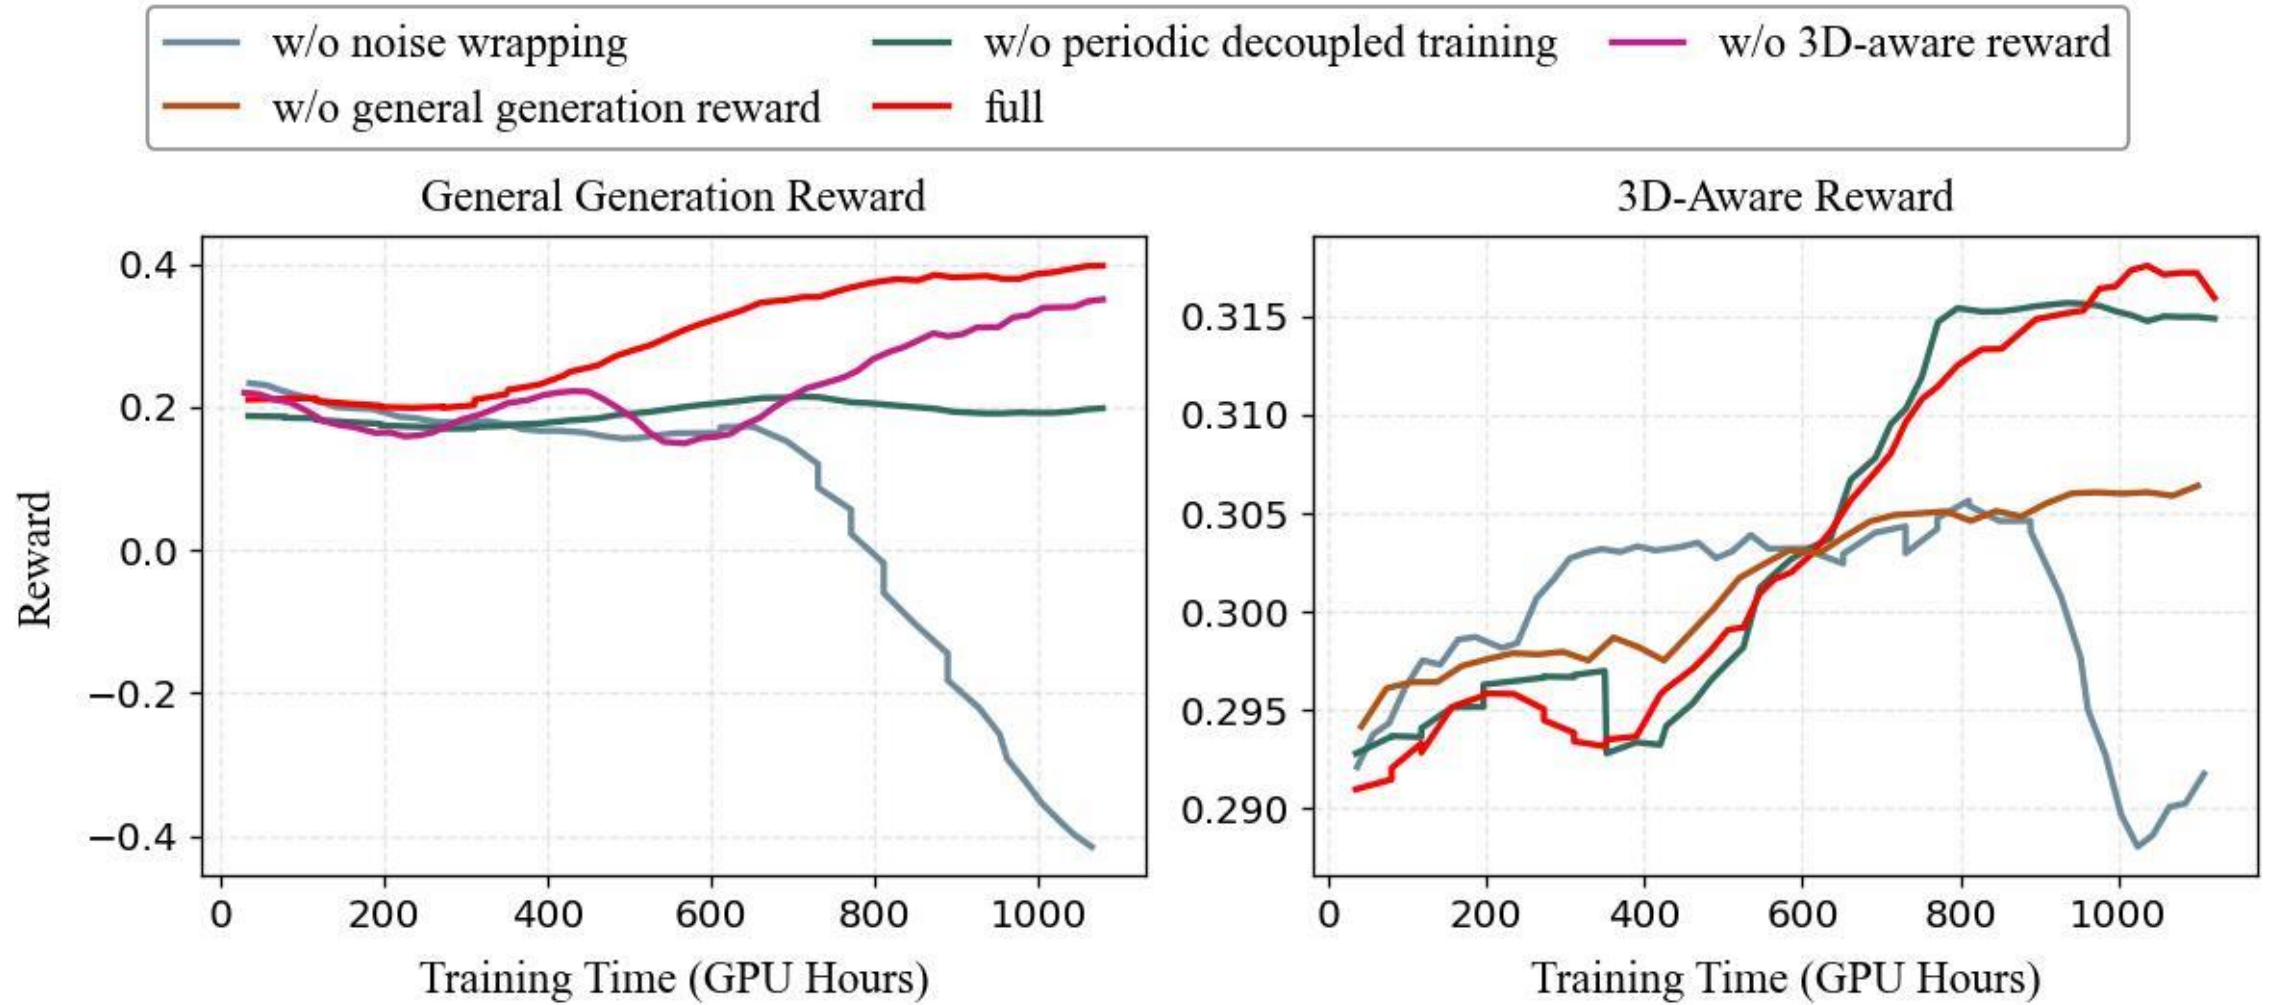 w/o noise wrapping
w/o periodic decoupled training
w/o 3D-aware reward
w/o general generation reward
full
General Generation Reward
3D-Aware Reward
Reward
0.4
0.2
0.0
−0.2
−0.4
0 200 400 600 800 1000
Training Time (GPU Hours)
0.315
0.310
0.305
0.300
0.295
0.290
0 200 400 600 800 1000
Training Time (GPU Hours)